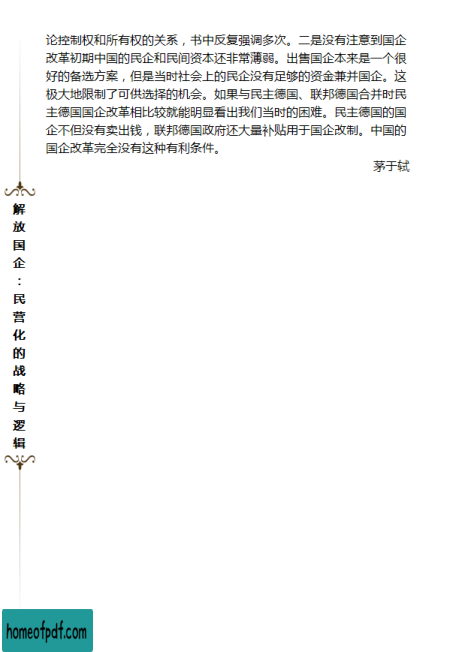 论控制权和所有权的关系，书中反复强调多次。二是没有注意到国企
改革初期中国的民企和民间资本还非常薄弱。出售国企本来是一个很
好的备选方案，但是当时社会上的民企没有足够的资金兼并国企。这
极大地限制了可供选择的机会。如果与民主德国、联邦德国合并时民
主德国国企改革相比较就能明显看出我们当时的困难。民主德国的国
企不但没有卖出钱，联邦德国政府还大量补贴用于国企改制。中国的
国企改革完全没有这种有利条件。
茅于轼
解放国企：民营化的战略与逻辑
homeofpdf.com